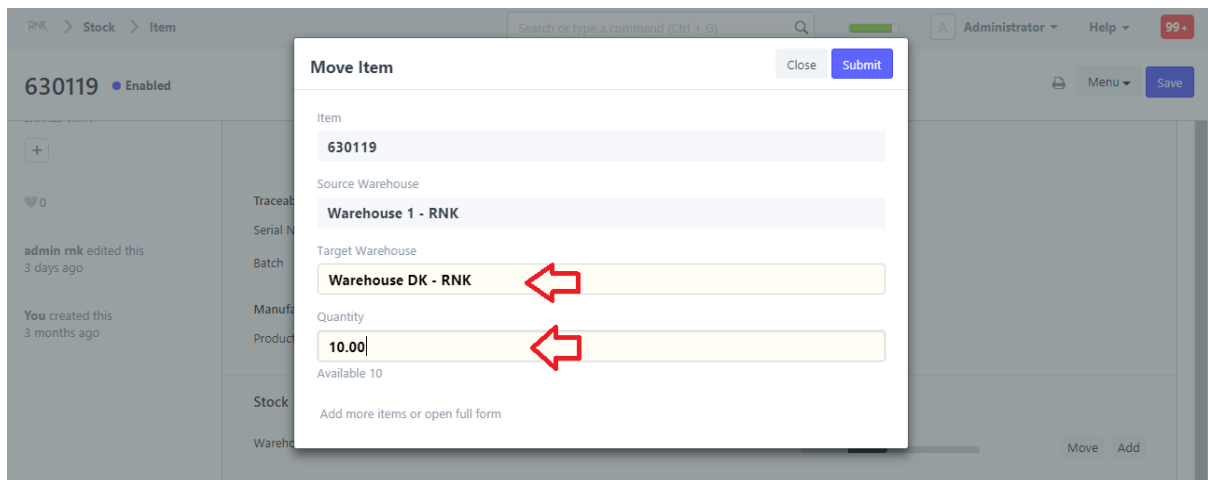 RNK > Stock > Item
Search or type a command (Ctrl + G)
A Administrator
Help
99+
630119 Enabled
Menu
Save
Move Item
Close
Submit
Item
630119
Source Warehouse
Warehouse 1 - RNK
Target Warehouse
Warehouse DK - RNK
Quantity
10.00
Available 10
Add more items or open full form
+
0
admin rnk edited this
3 days ago
You created this
3 months ago
Traceab
Serial N
Batch
Manufa
Product
Stock
Wareho
Move
Add